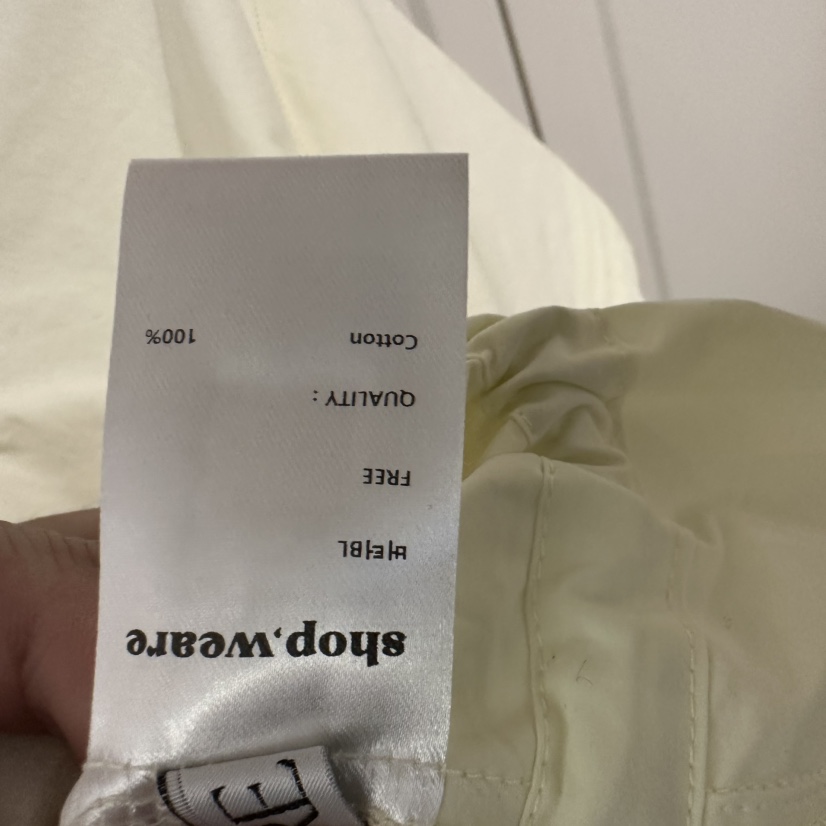 shop,weare
버터BL
FREE
QUALITY :
Cotton 100%